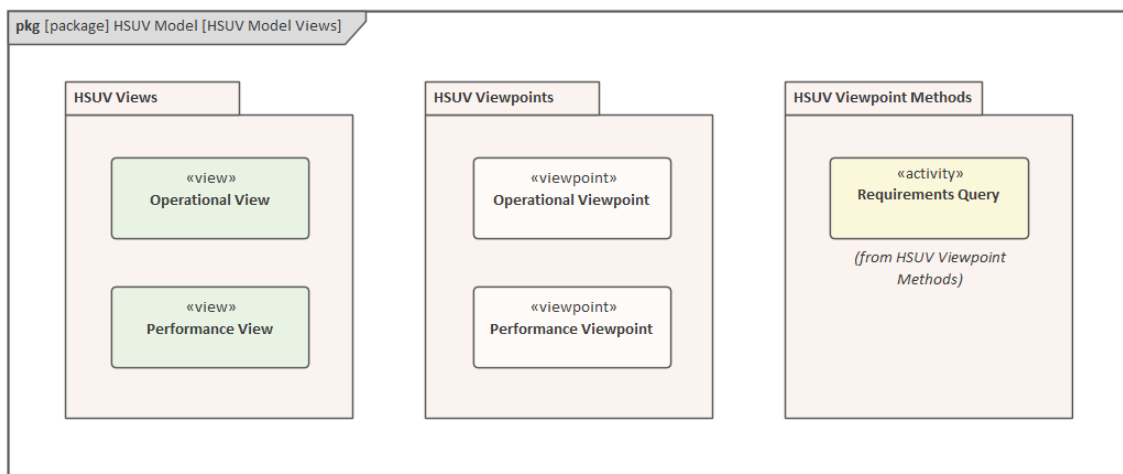 pkg [package] HSUV Model [HSUV Model Views]
HSUV Views
«view»
Operational View
«view»
Performance View
HSUV Viewpoints
«viewpoint»
Operational Viewpoint
«viewpoint»
Performance Viewpoint
HSUV Viewpoint Methods
«activity»
Requirements Query
(from HSUV Viewpoint
Methods)